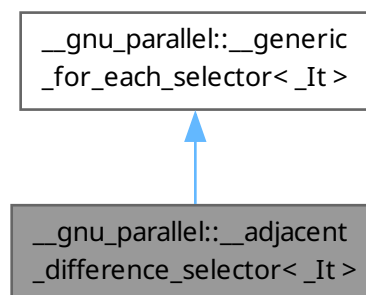 __gnu_parallel::__generic
_for_each_selector< _It >
__gnu_parallel::__adjacent
_difference_selector< _It >